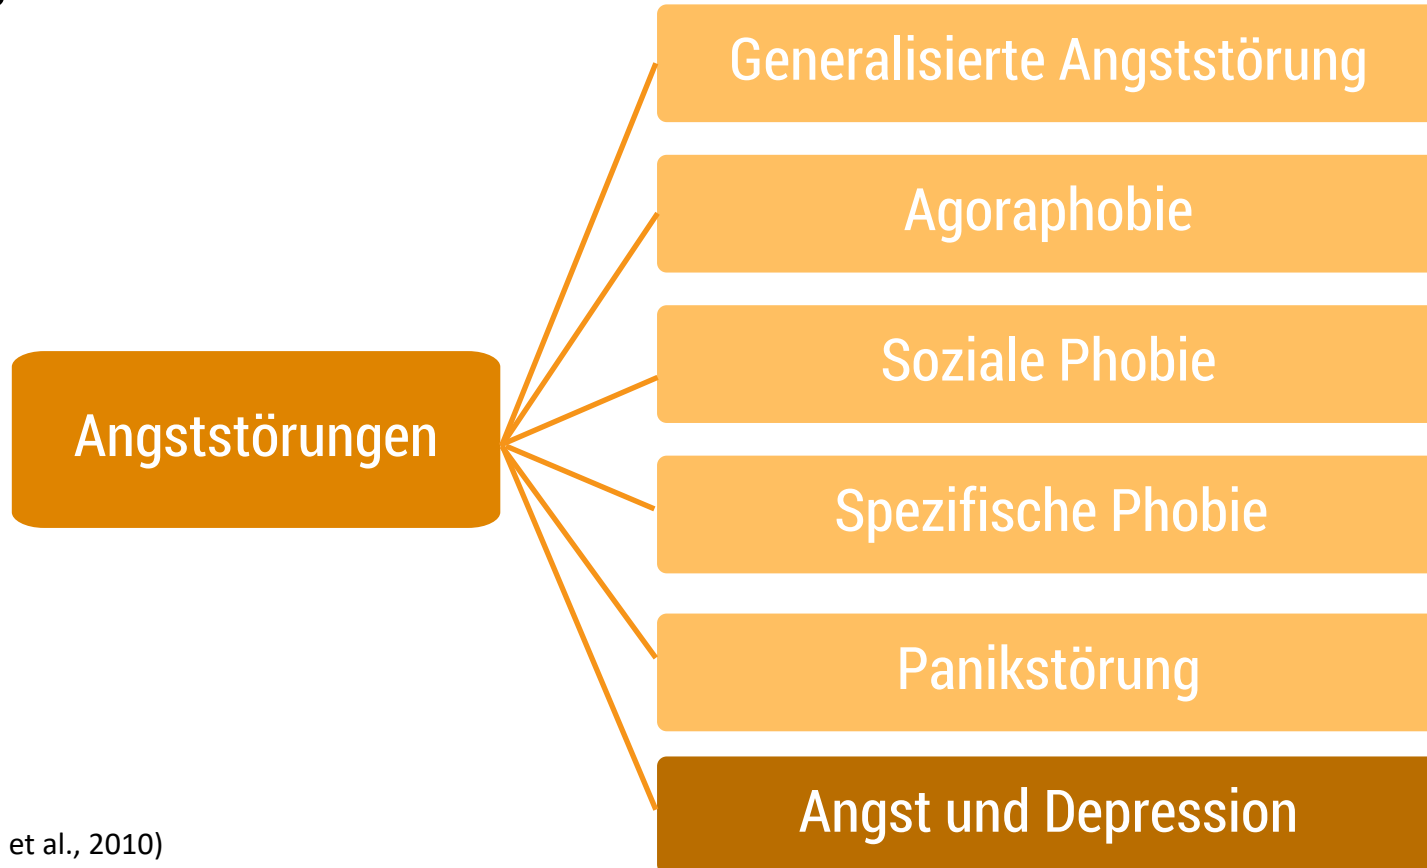 Generalisierte Angststörung
Agoraphobie
Soziale Phobie
Angststörungen
Spezifische Phobie
Panikstörung
Angst und Depression
et al., 2010)